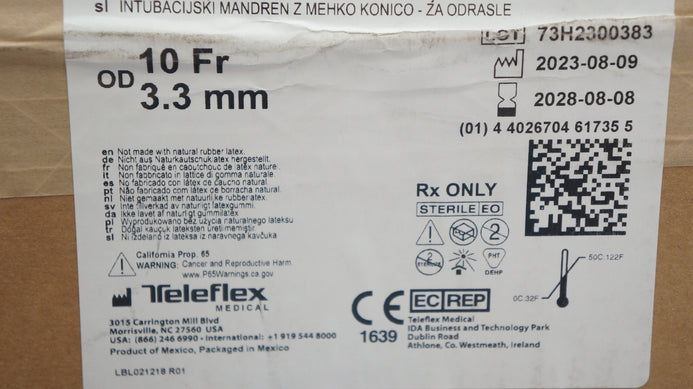 sl INTUBACIJSKI MANDREN Z MEHKO KONICO - ZA ODRASLE
OD 10 Fr
3.3 mm
LOT 73H2300383
2023-08-09
2028-08-08
(01) 4 4026704 61735 5
en Not made with natural rubber latex.
de Nicht aus Naturkautschuklatex hergestellt.
fr Non fabriqué en caoutchouc de latex naturel.
it Non fabbricato in lattice di gomma naturale.
es No fabricado con látex de caucho natural.
pt Não fabricado com látex de borracha natural.
nl Niet gemaakt met natuurlijke rubberlatex.
sv Inte tillverkad av naturligt latexgummi.
da Ikke lavet af naturligt gummilatex
pl Wyprodukowano bez użycia naturalnego lateksu
tr Doğal kauçuk lateksten üretilmemiştir.
sl Ni izdelano iz lateksa iz naravnega kavčuka
Rx ONLY
STERILE EO
2
2 STERILIZE
PHT
DEHP
50C:122F
0C:32F
California Prop. 65
WARNING: Cancer and Reproductive Harm
www.P65Warnings.ca.gov
Teleflex
MEDICAL
3015 Carrington Mill Blvd
Morrisville, NC 27560 USA
USA: (866) 246 6990 - International: +1 919 544 8000
Product of Mexico, Packaged in Mexico
LBL021218 R01
CE
1639
EC REP
Teleflex Medical
IDA Business and Technology Park
Dublin Road
Athlone, Co. Westmeath, Ireland